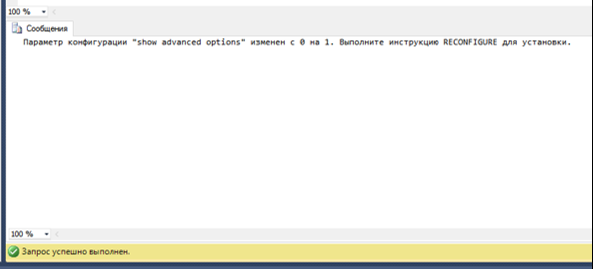 100 %
Сообщения
Параметр конфигурации "show advanced options" изменен с 0 на 1. Выполните инструкцию RECONFIGURE для установки.
100 %
Запрос успешно выполнен.